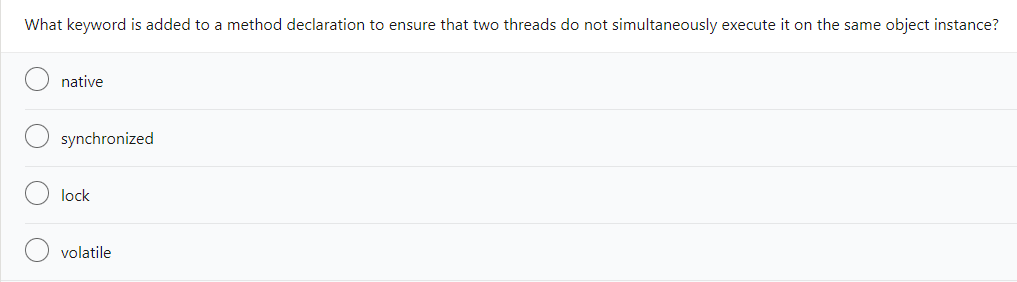 What keyword is added to a method declaration to ensure that two threads do not simultaneously execute it on the same object instance?
native
synchronized
lock
volatile